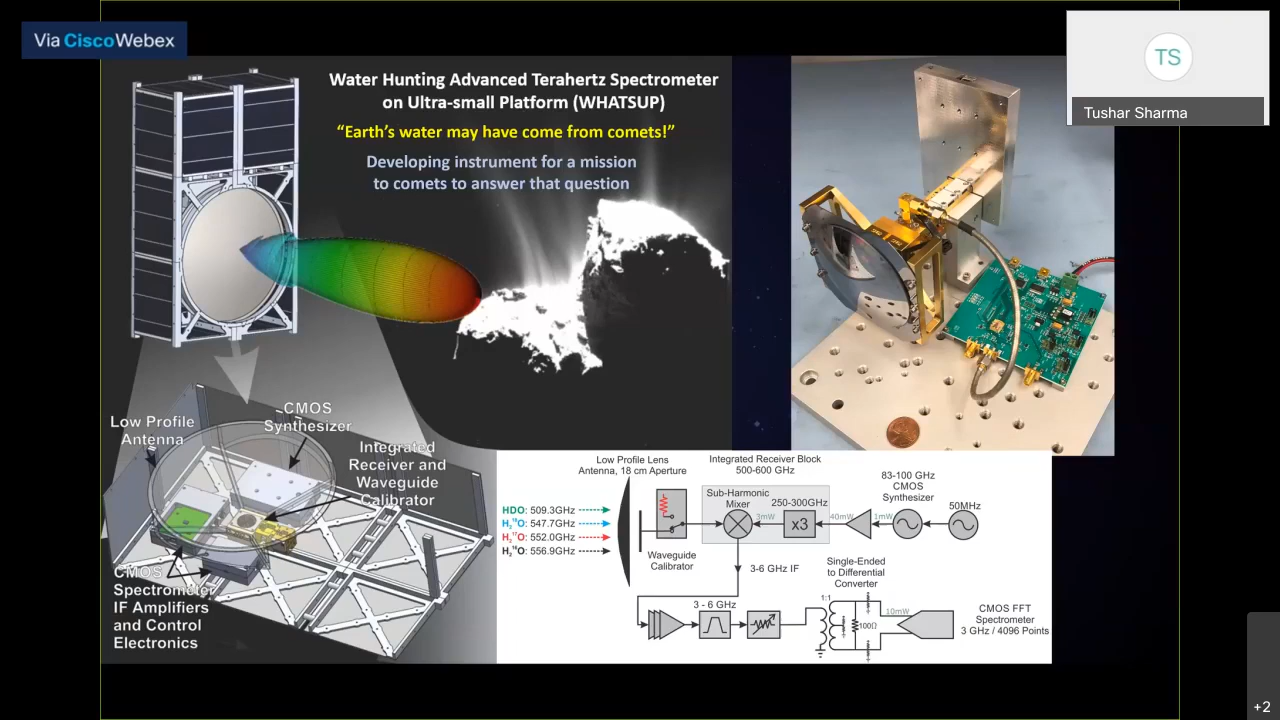 Via CiscoWebex
TS
Tushar Sharma
Water Hunting Advanced Terahertz Spectrometer
on Ultra-small Platform (WHATSUP)
“Earth’s water may have come from comets!”
Developing instrument for a mission
to comets to answer that question
Low Profile
Antenna
CMOS
Synthesizer
Integrated
Receiver and
Waveguide
Calibrator
CMOS
Spectrometer
IF Amplifiers
and Control
Electronics
Low Profile Lens
Antenna, 18 cm Aperture
Integrated Receiver Block
500-600 GHz
83-100 GHz
CMOS
Synthesizer
50MHz
Sub-Harmonic
Mixer
250-300GHz
3mW
x3
40mW
1mW
HDO: 509.3GHz
H₂¹⁸O: 547.7GHz
H₂¹⁷O: 552.0GHz
H₂¹⁶O: 556.9GHz
Waveguide
Calibrator
3-6 GHz IF
Single-Ended
to Differential
Converter
3 - 6 GHz
1:1
100Ω
10mW
CMOS FFT
Spectrometer
3 GHz / 4096 Points
+2